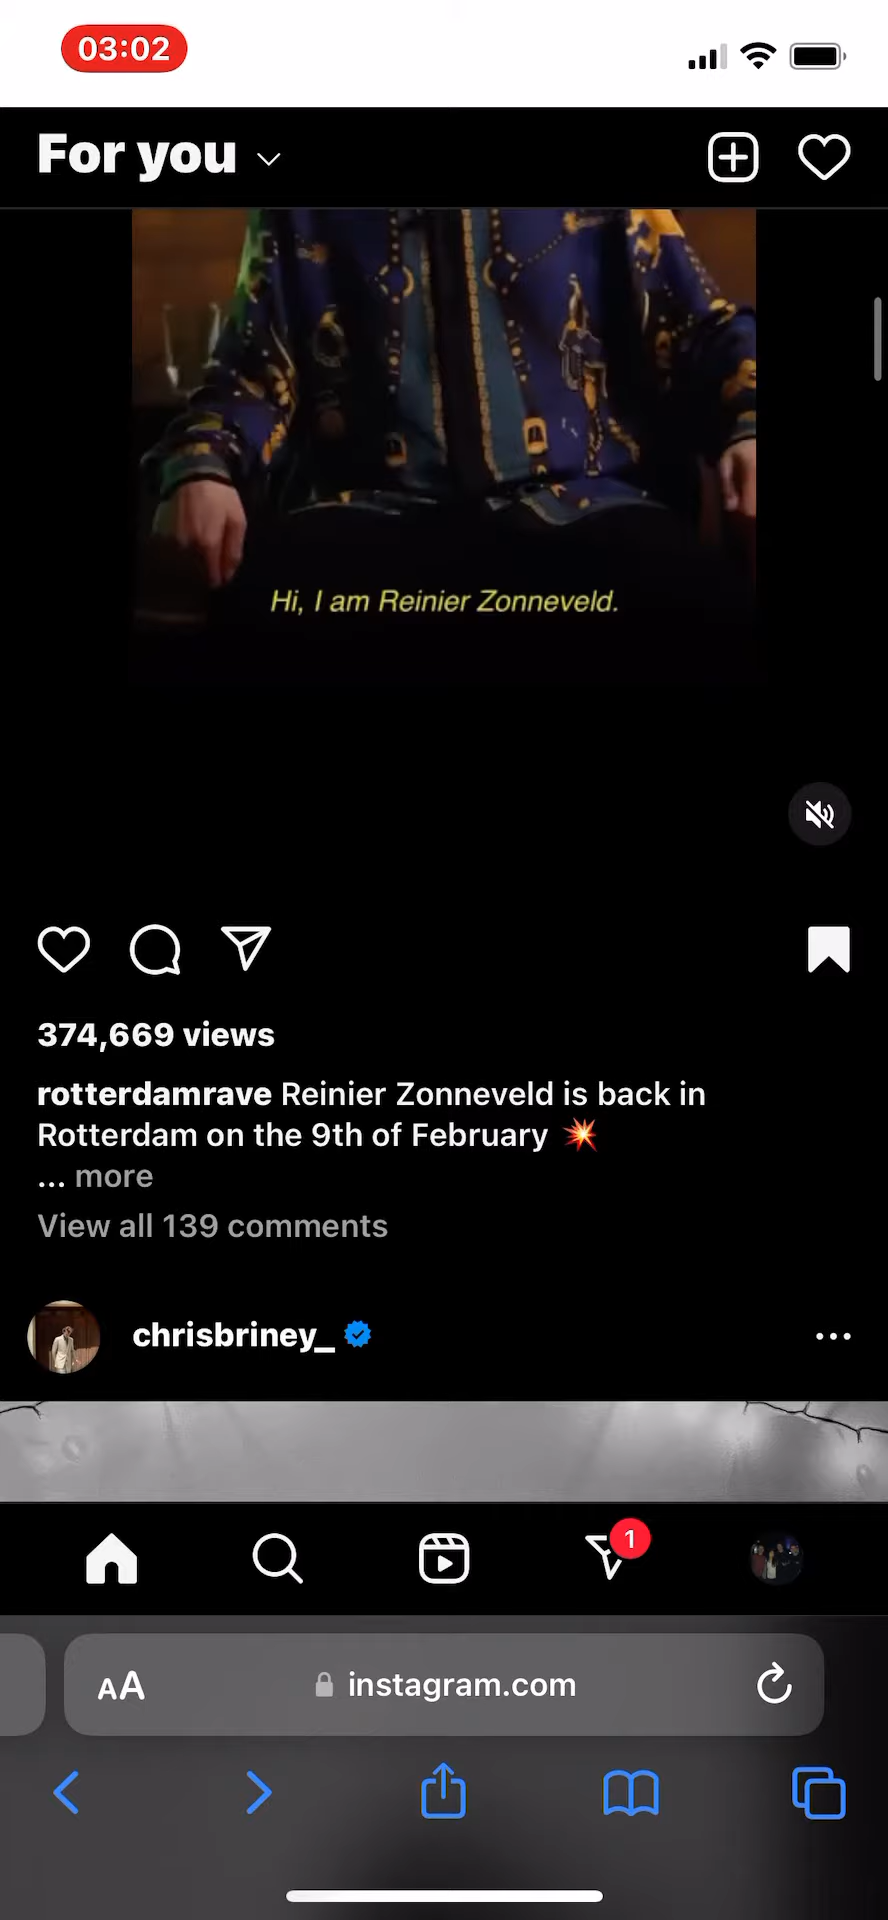 03:02
For you
Hi, I am Reinier Zonneveld.
374,669 views
rotterdamrave Reinier Zonneveld is back in
Rotterdam on the 9th of February 💥
... more
View all 139 comments
chrisbriney_
1
AA instagram.com